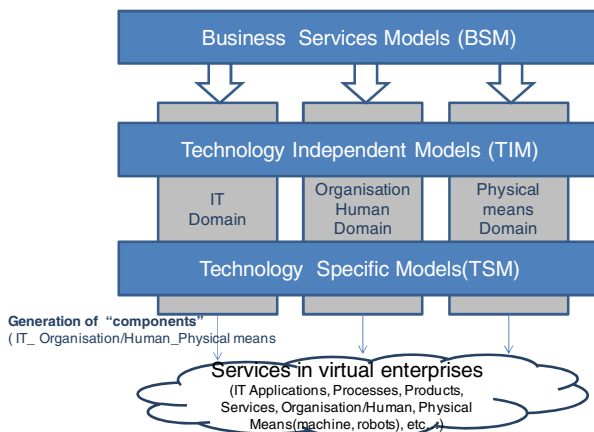 Business Services Models (BSM)
Technology Independent Models (TIM)
IT
Domain
Organisation
Human
Domain
Physical
means
Domain
Technology Specific Models(TSM)
Generation of “components”
( IT_ Organisation/Human_Physical means
Services in virtual enterprises
(IT Applications, Processes, Products,
Services, Organisation/Human, Physical
Means(machine, robots), etc..:)